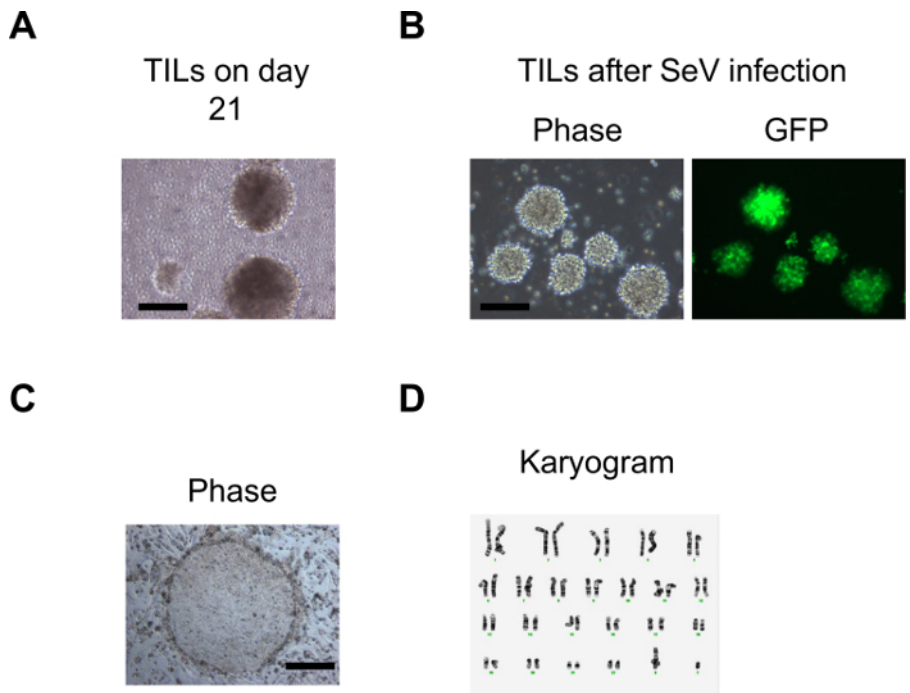 A
TILs on day
21
B
TILs after SeV infection
Phase
GFP
C
Phase
D
Karyogram